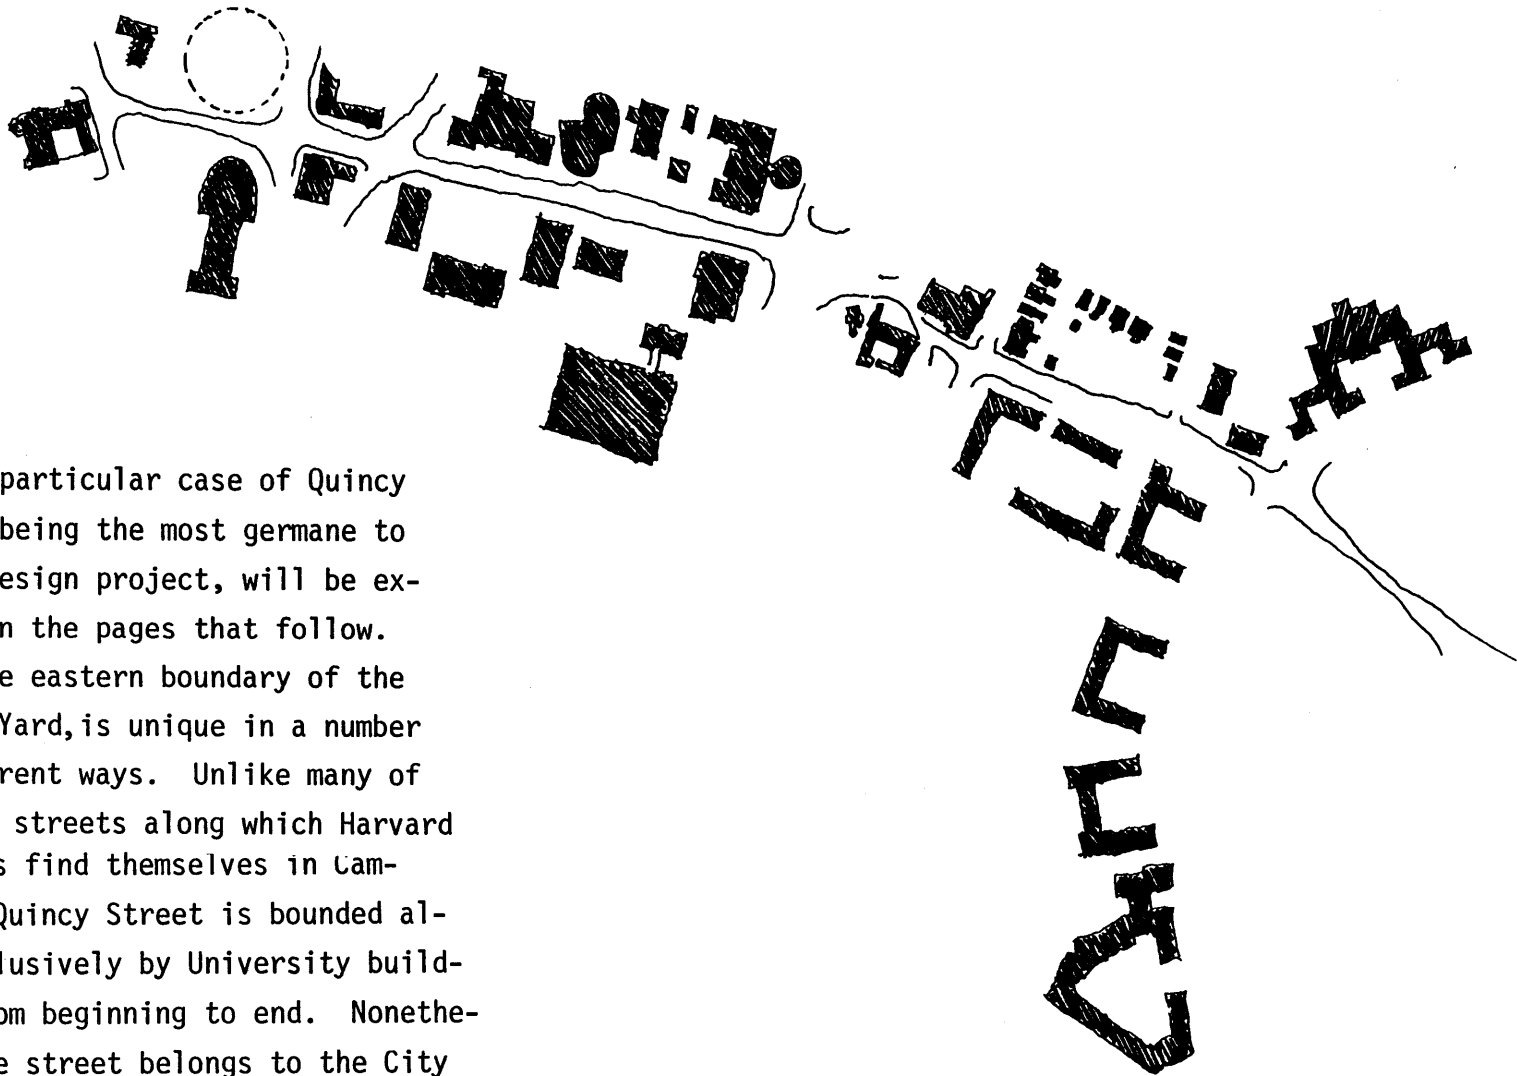 particular case of Quincy
being the most germane to
esign project, will be ex-
n the pages that follow.
e eastern boundary of the
Yard, is unique in a number
rent ways.  Unlike many of
streets along which Harvard
s find themselves in Cam-
Quincy Street is bounded al-
lusively by University build-
om beginning to end.  Nonethe-
e street belongs to the City